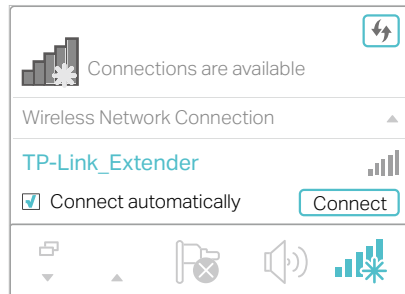 Connections are available
Wireless Network Connection
TP-Link_Extender
Connect automatically
Connect